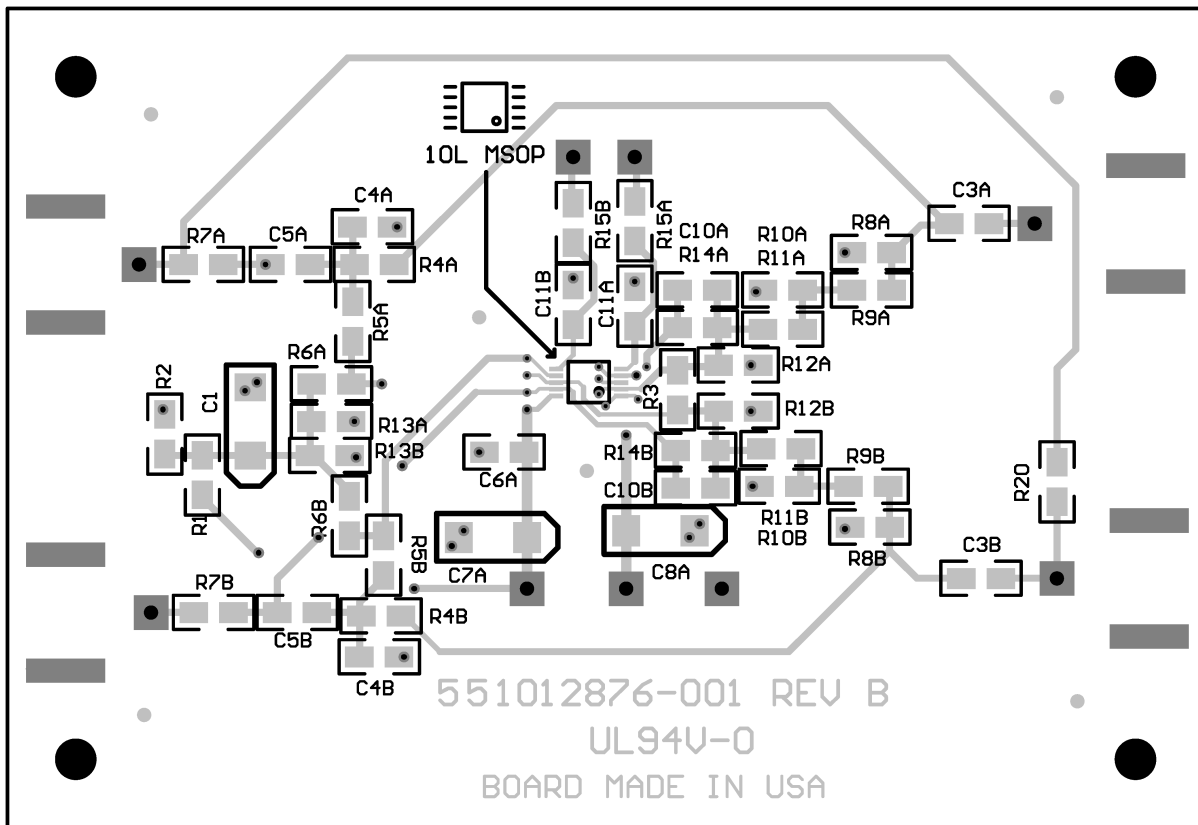 10L MSOP
C4A
R7A
C5A
R4A
R5A
R15B
R15A
C11B
C11A
C10A
R14A
R10A
R11A
R8A
R9A
C3A
R2
C1
R6A
R13A
R13B
R1
R6B
R5B
R3
R12A
R12B
R14B
C10B
C6A
C7A
C8A
R11B
R10B
R9B
R8B
R20
C3B
R7B
C5B
R4B
C4B
551012876-001 REV B
UL94V-0
BOARD MADE IN USA